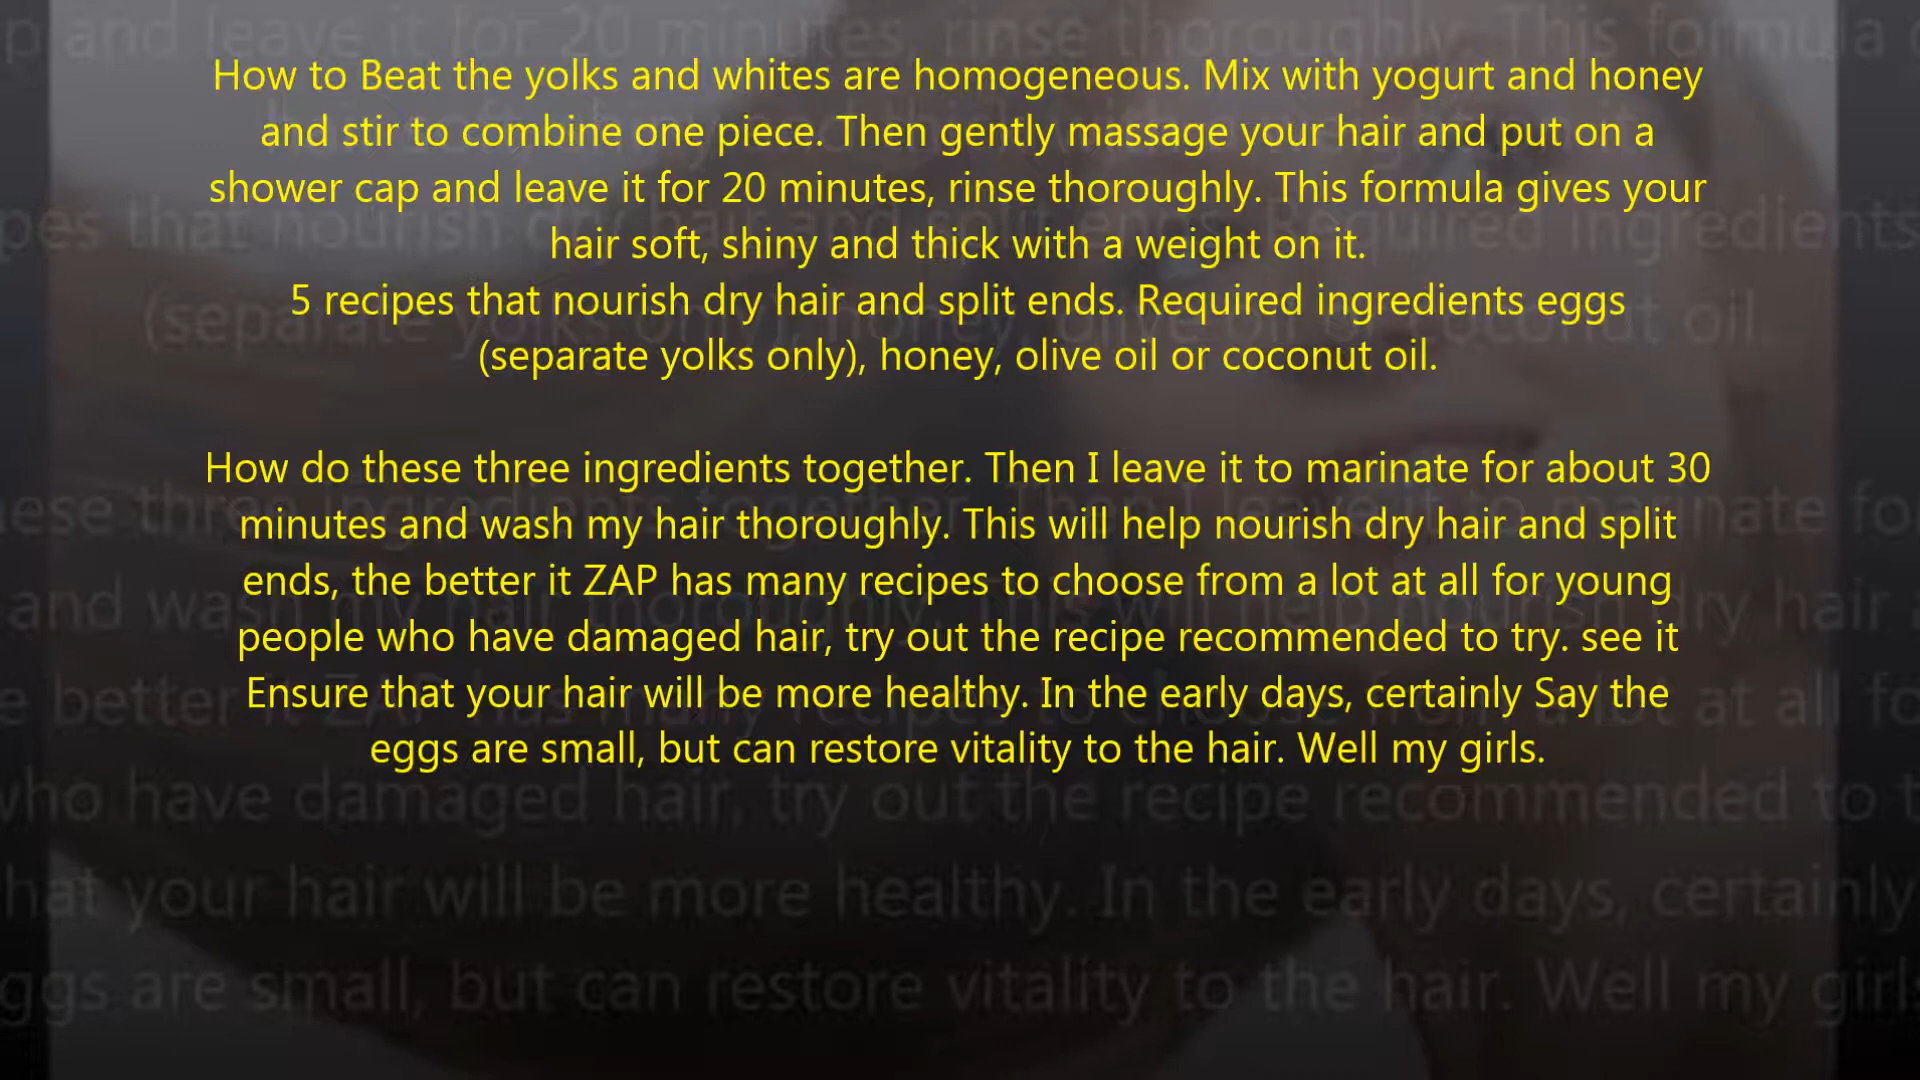 How to Beat the yolks and whites are homogeneous. Mix with yogurt and honey
and stir to combine one piece. Then gently massage your hair and put on a
shower cap and leave it for 20 minutes, rinse thoroughly. This formula gives your
hair soft, shiny and thick with a weight on it.
5 recipes that nourish dry hair and split ends. Required ingredients eggs
(separate yolks only), honey, olive oil or coconut oil.
How do these three ingredients together. Then I leave it to marinate for about 30
minutes and wash my hair thoroughly. This will help nourish dry hair and split
ends, the better it ZAP has many recipes to choose from a lot at all for young
people who have damaged hair, try out the recipe recommended to try. see it
Ensure that your hair will be more healthy. In the early days, certainly Say the
eggs are small, but can restore vitality to the hair. Well my girls.